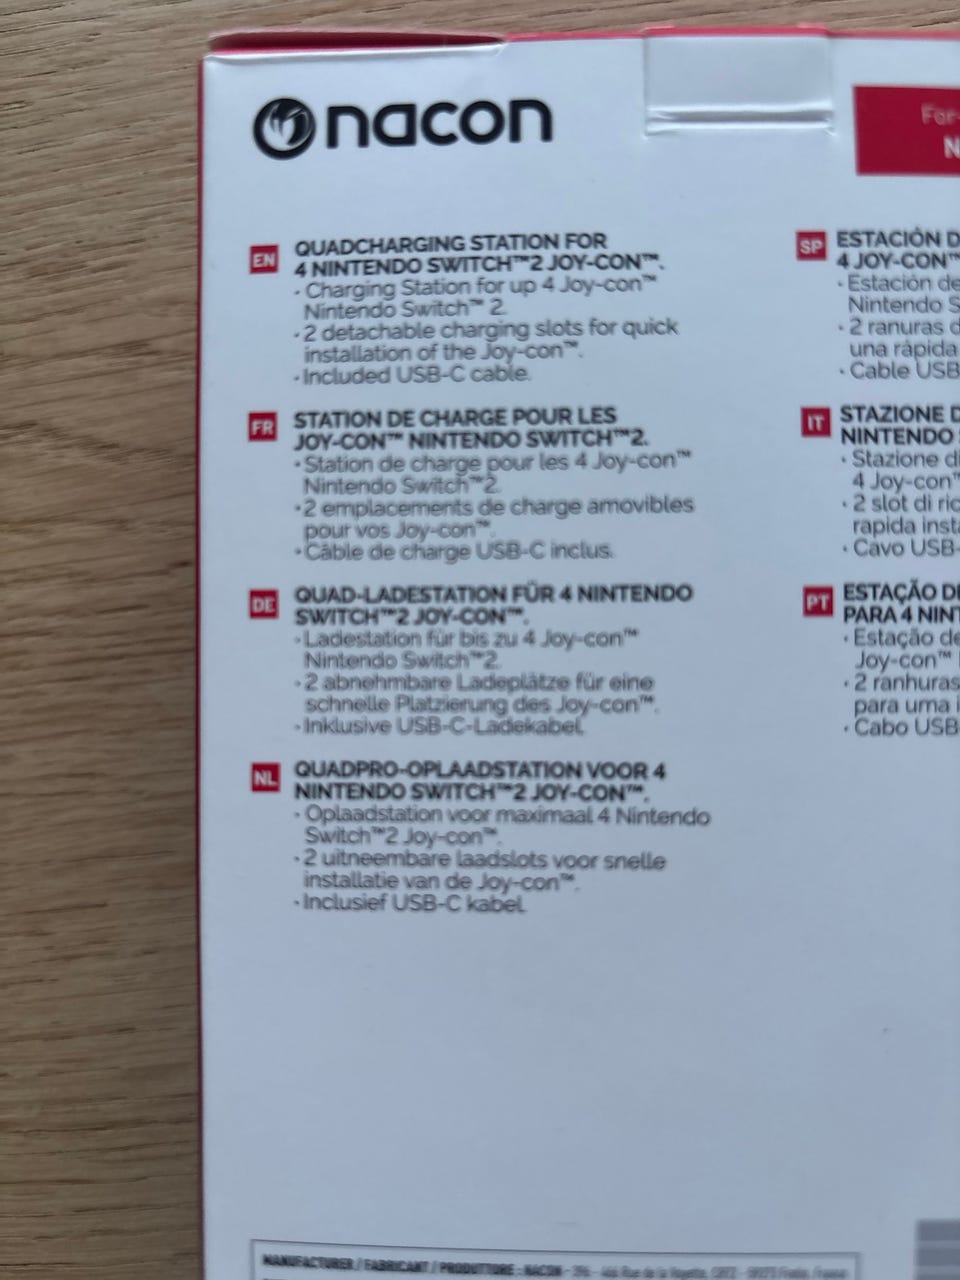 nacon
For
N
EN
QUADCHARGING STATION FOR
4 NINTENDO SWITCH™2 JOY-CON™.
· Charging Station for up 4 Joy-con™
Nintendo Switch™ 2.
· 2 detachable charging slots for quick
installation of the Joy-con™.
· Included USB-C cable.
FR
STATION DE CHARGE POUR LES
JOY-CON™ NINTENDO SWITCH™2.
· Station de charge pour les 4 Joy-con™
Nintendo Switch™2.
· 2 emplacements de charge amovibles
pour vos Joy-con™.
· Câble de charge USB-C inclus.
DE
QUAD-LADESTATION FÜR 4 NINTENDO
SWITCH™2 JOY-CON™.
· Ladestation für bis zu 4 Joy-con™
Nintendo Switch™2.
· 2 abnehmbare Ladeplätze für eine
schnelle Platzierung des Joy-con™.
· Inklusive USB-C-Ladekabel.
NL
QUADPRO-OPLAADSTATION VOOR 4
NINTENDO SWITCH™2 JOY-CON™.
· Oplaadstation voor maximaal 4 Nintendo
Switch™2 Joy-con™.
· 2 uitneembare laadslots voor snelle
installatie van de Joy-con™.
· Inclusief USB-C kabel.
SP
ESTACIÓN D
4 JOY-CON™
· Estación de
Nintendo S
· 2 ranuras d
una rápida
· Cable USB
IT
STAZIONE D
NINTENDO
· Stazione di
4 Joy-con™
· 2 slot di ric
rapida insta
· Cavo USB-
PT
ESTAÇÃO DE
PARA 4 NINT
· Estação de
Joy-con™
· 2 ranhuras
para uma i
· Cabo USB
MANUFACTURER / FABRICANT / PRODUTTORE : NACON